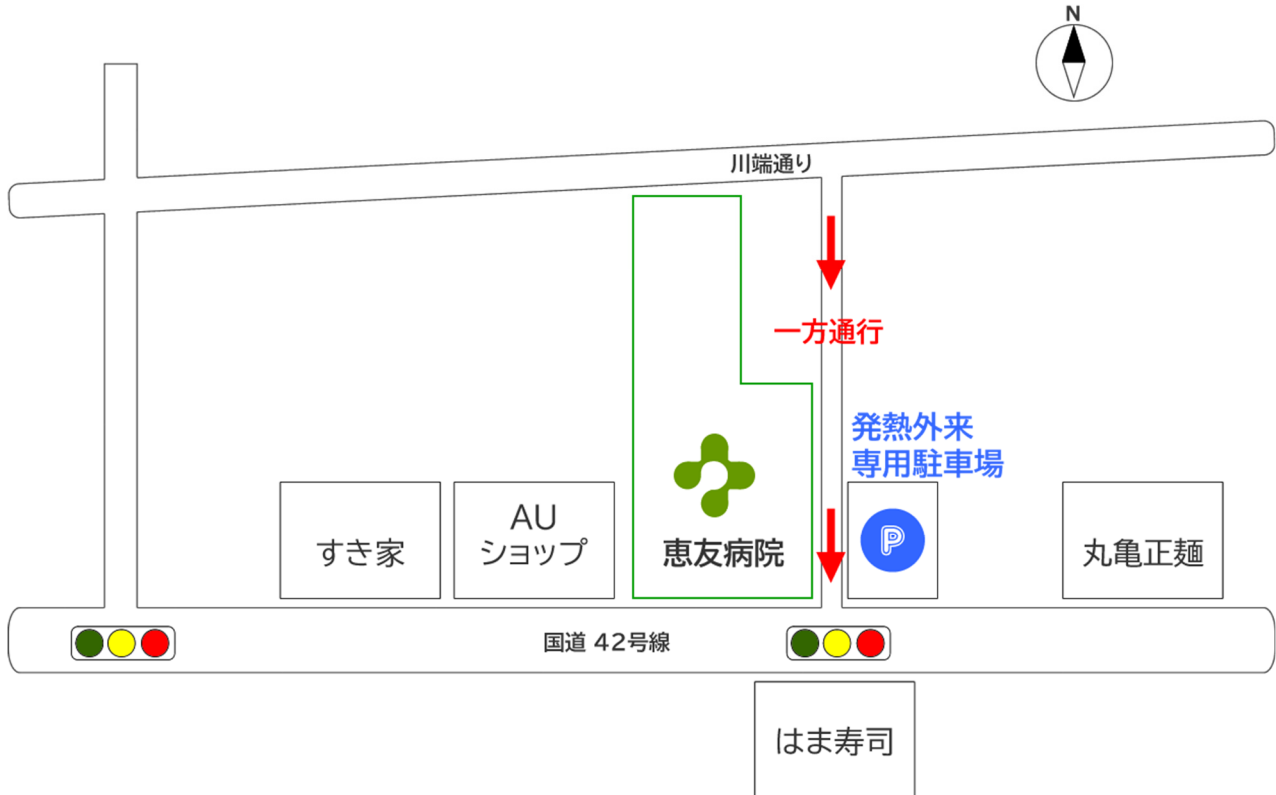 N
川端通り
一方通行
発熱外来
専用駐車場
すき家
AU
ショップ
恵友病院
P
丸亀正麺
国道 42号線
はま寿司